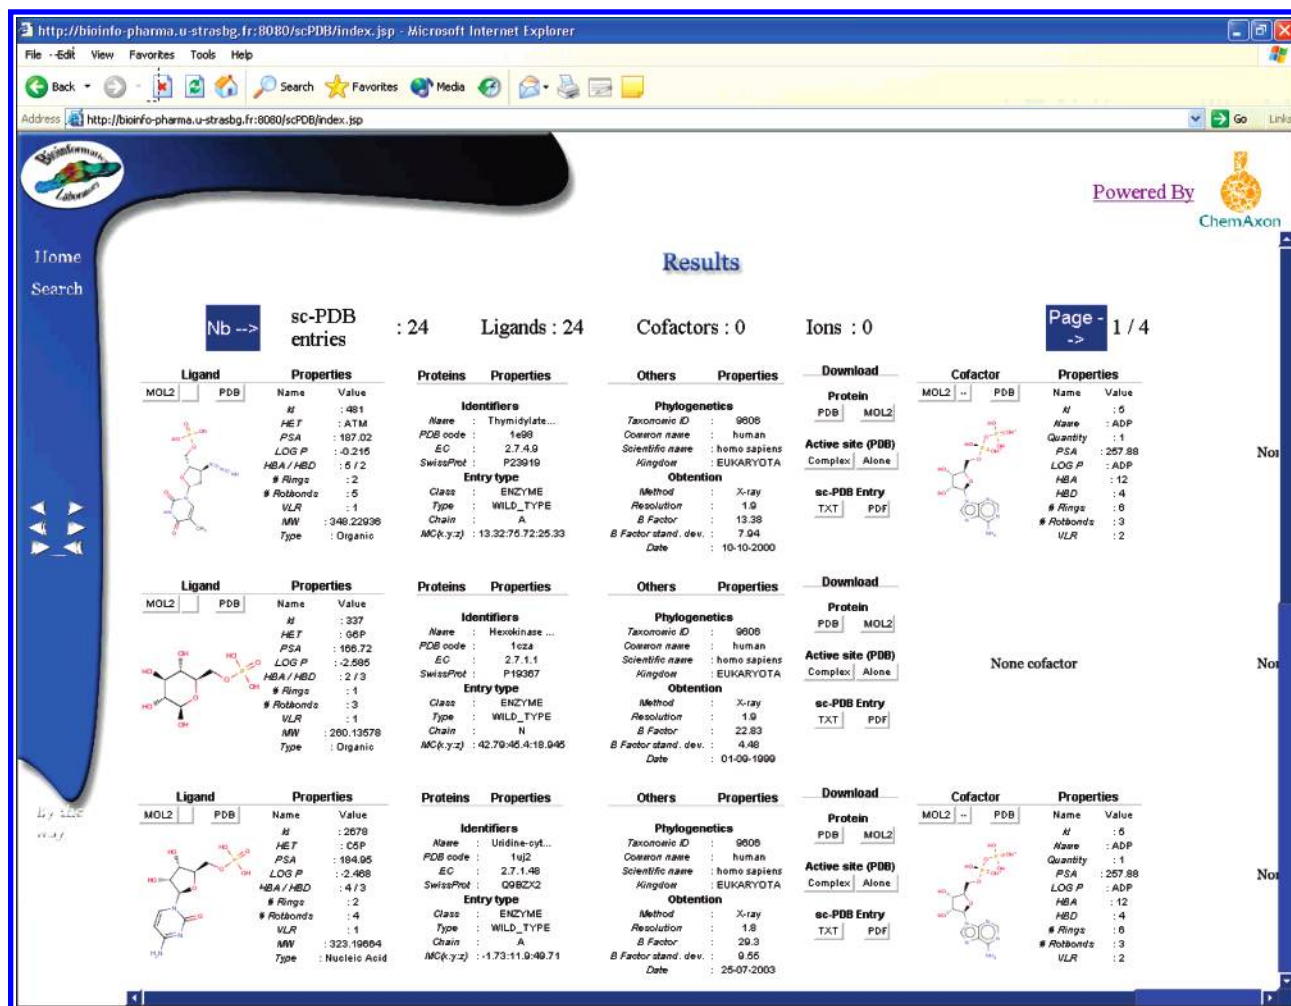 http://bioinfo-pharma.u-strasbg.fr:8080/scPDB/index.jsp - Microsoft Internet Explorer
File Edit View Favorites Tools Help
Back Search Favorites Media
Address http://bioinfo-pharma.u-strasbg.fr:8080/scPDB/index.jsp Go Links
Bioinformatics Laboratory
Powered By
ChemAxon
Home
Search
Results
Nb --> sc-PDB entries : 24 Ligands : 24 Cofactors : 0 Ions : 0 Page --> 1 / 4
Ligand Properties Proteins Properties Others Properties Download Cofactor Properties
MOL2 PDB Name Value Identifiers Phylogenetics Protein MOL2 .. PDB Name Value
Id : 481 Name : Thymidylate... Taxonomic ID : 9606 PDB MOL2 Id : 5
HET : ATM PDB code : 1e98 Common name : human Name : ADP
PSA : 187.02 EC : 2.7.4.9 Scientific name : homo sapiens Active site (PDB) Quantity : 1
LOG P : -0.215 SwissProt : P23919 Kingdom : EUKARYOTA Complex Alone PSA : 257.88 Non
HBA / HBD : 5 / 2 Entry type Obtention LOG P : ADP
# Rings : 2 Class : ENZYME Method : X-ray sc-PDB Entry HBA : 12
# Rotbonds : 5 Type : WILD_TYPE Resolution : 1.9 TXT PDF HBD : 4
VLR : 1 Chain : A B Factor : 13.38 # Rings : 6
MW : 348.22936 MC(x.y.z) : 13.32:75.72:25.33 B Factor stand. dev. : 7.94 # Rotbonds : 3
Type : Organic Date : 10-10-2000 VLR : 2
Ligand Properties Proteins Properties Others Properties Download
MOL2 PDB Name Value Identifiers Phylogenetics Protein
Id : 337 Name : Hexokinase ... Taxonomic ID : 9606 PDB MOL2
HET : G6P PDB code : 1cza Common name : human
PSA : 166.72 EC : 2.7.1.1 Scientific name : homo sapiens Active site (PDB)
LOG P : -2.585 SwissProt : P19367 Kingdom : EUKARYOTA Complex Alone None cofactor Non
HBA / HBD : 2 / 3 Entry type Obtention
# Rings : 1 Class : ENZYME Method : X-ray sc-PDB Entry
# Rotbonds : 3 Type : WILD_TYPE Resolution : 1.9 TXT PDF
VLR : 1 Chain : N B Factor : 22.83
MW : 260.13578 MC(x.y.z) : 42.79:45.4:18.945 B Factor stand. dev. : 4.48
Type : Organic Date : 01-09-1999
By the way
Ligand Properties Proteins Properties Others Properties Download Cofactor Properties
MOL2 PDB Name Value Identifiers Phylogenetics Protein MOL2 .. PDB Name Value
Id : 2678 Name : Uridine-cyt... Taxonomic ID : 9606 PDB MOL2 Id : 5
HET : C5P PDB code : 1uj2 Common name : human Name : ADP
PSA : 184.95 EC : 2.7.1.48 Scientific name : homo sapiens Active site (PDB) Quantity : 1
LOG P : -2.468 SwissProt : Q9BZX2 Kingdom : EUKARYOTA Complex Alone PSA : 257.88 Non
HBA / HBD : 4 / 3 Entry type Obtention LOG P : ADP
# Rings : 2 Class : ENZYME Method : X-ray sc-PDB Entry HBA : 12
# Rotbonds : 4 Type : WILD_TYPE Resolution : 1.8 TXT PDF HBD : 4
VLR : 1 Chain : A B Factor : 29.3 # Rings : 6
MW : 323.19664 MC(x.y.z) : -1.73:11.9:49.71 B Factor stand. dev. : 9.55 # Rotbonds : 3
Type : Nucleic Acid Date : 25-07-2003 VLR : 2